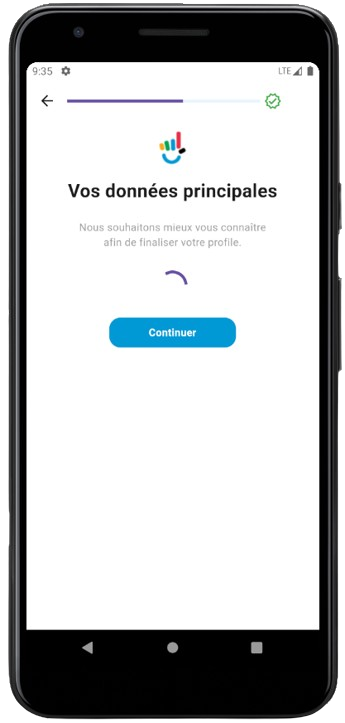 9:35 LTE
Vos données principales
Nous souhaitons mieux vous connaître
afin de finaliser votre profile.
Continuer